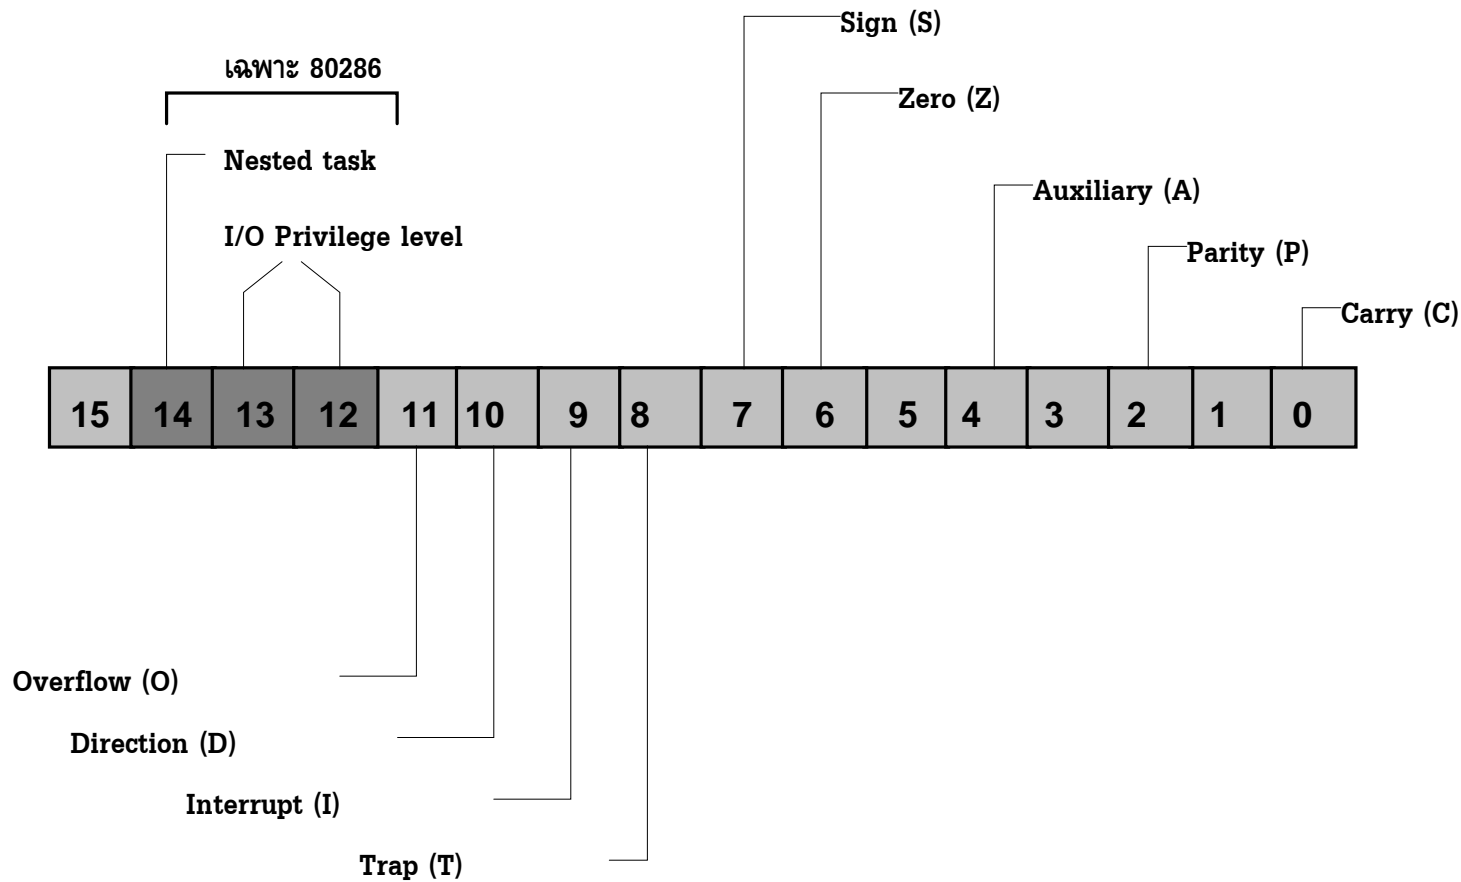 Sign (S)
เฉพาะ 80286
Zero (Z)
Nested task
Auxiliary (A)
I/O Privilege level
Parity (P)
Carry (C)
15 14 13 12 11 10 9 8 7 6 5 4 3 2 1 0
Overflow (O)
Direction (D)
Interrupt (I)
Trap (T)